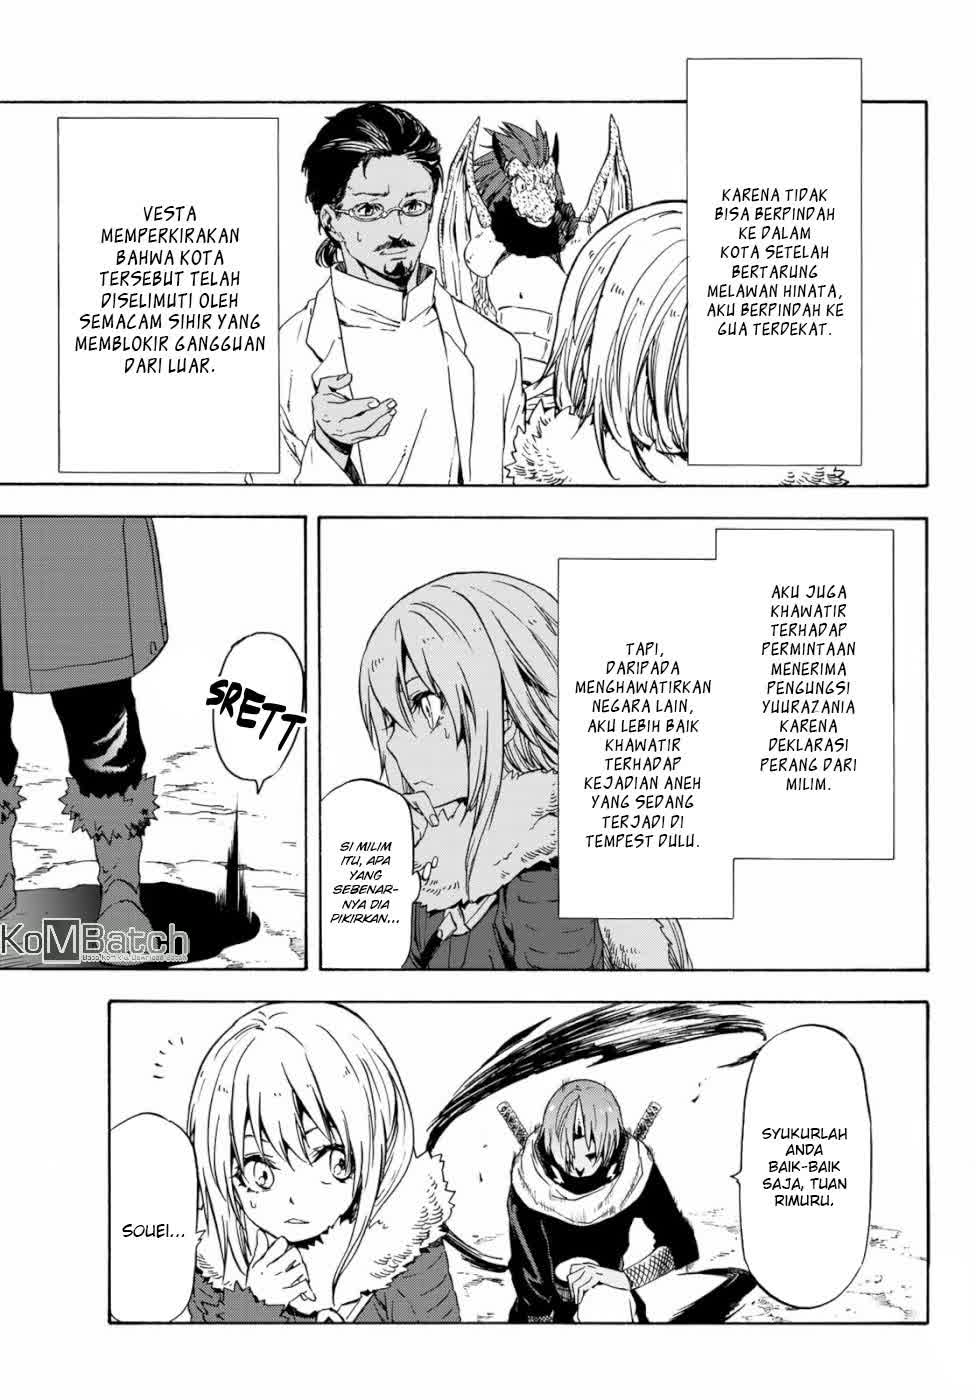 KARENA TIDAK
BISA BERPINDAH
KE DALAM
KOTA SETELAH
BERTARUNG
MELAWAN HINATA,
AKU BERPINDAH KE
GUA TERDEKAT.
VESTA
MEMPERKIRAKAN
BAHWA KOTA
TERSEBUT TELAH
DISELIMUTI OLEH
SEMACAM SIHIR YANG
MEMBLOKIR GANGGUAN
DARI LUAR.
AKU JUGA
KHAWATIR
TERHADAP
PERMINTAAN
MENERIMA
PENGUNGSI
YUURAZANIA
KARENA
DEKLARASI
PERANG DARI
MILIM.
TAPI,
DARIPADA
MENGHAWATIRKAN
NEGARA LAIN,
AKU LEBIH BAIK
KHAWATIR
TERHADAP
KEJADIAN ANEH
YANG SEDANG
TERJADI DI
TEMPEST DULU.
SI MILIM
ITU, APA
YANG
SEBENAR-
NYA DIA
PIKIRKAN...
SRETT
KoMBatch
Baca Komik & Download Batch
SYUKURLAH
ANDA
BAIK-BAIK
SAJA, TUAN
RIMURU.
SOUEI...